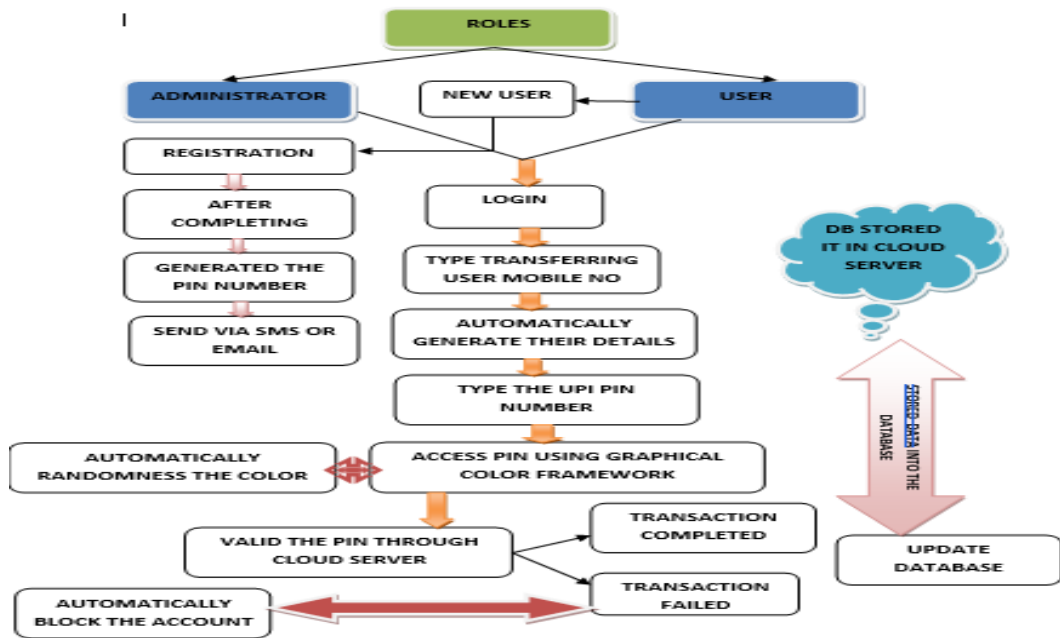 ROLES
ADMINISTRATOR
NEW USER
USER
REGISTRATION
AFTER
COMPLETING
GENERATED THE
PIN NUMBER
SEND VIA SMS OR
EMAIL
LOGIN
TYPE TRANSFERRING
USER MOBILE NO
AUTOMATICALLY
GENERATE THEIR DETAILS
TYPE THE UPI PIN
NUMBER
AUTOMATICALLY
RANDOMNESS THE COLOR
ACCESS PIN USING GRAPHICAL
COLOR FRAMEWORK
VALID THE PIN THROUGH
CLOUD SERVER
TRANSACTION
COMPLETED
TRANSACTION
FAILED
AUTOMATICALLY
BLOCK THE ACCOUNT
DB STORED
IT IN CLOUD
SERVER
STORED DATA INTO THE
DATABASE
UPDATE
DATABASE